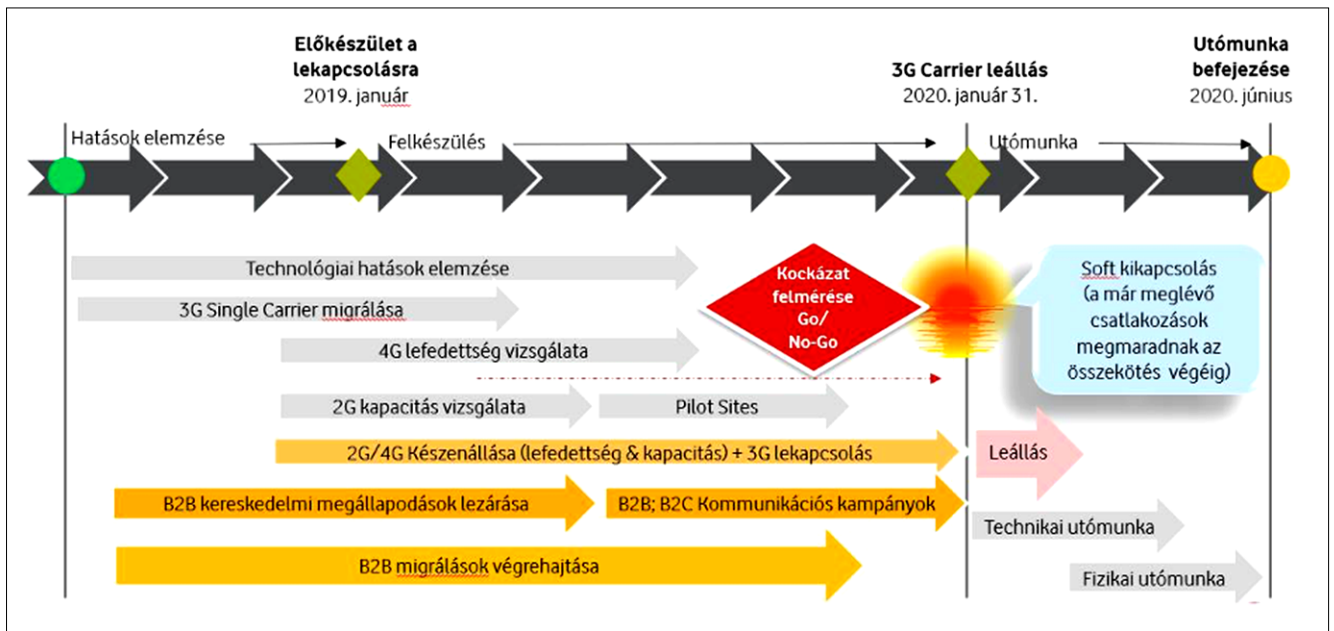 Előkészület a
lekapcsolásra
2019. január
3G Carrier leállás
2020. január 31.
Utómunka
befejezése
2020. június
Hatások elemzése
Felkészülés
Utómunka
Technológiai hatások elemzése
3G Single Carrier migrálása
4G lefedettség vizsgálata
Kockázat
felmérése
Go/
No-Go
Soft kikapcsolás
(a már meglévő
csatlakozások
megmaradnak az
összekötés végéig)
2G kapacitás vizsgálata
Pilot Sites
2G/4G Készenállása (lefedettség & kapacitás) + 3G lekapcsolás
Leállás
B2B kereskedelmi megállapodások lezárása
B2B; B2C Kommunikációs kampányok
Technikai utómunka
B2B migrálások végrehajtása
Fizikai utómunka